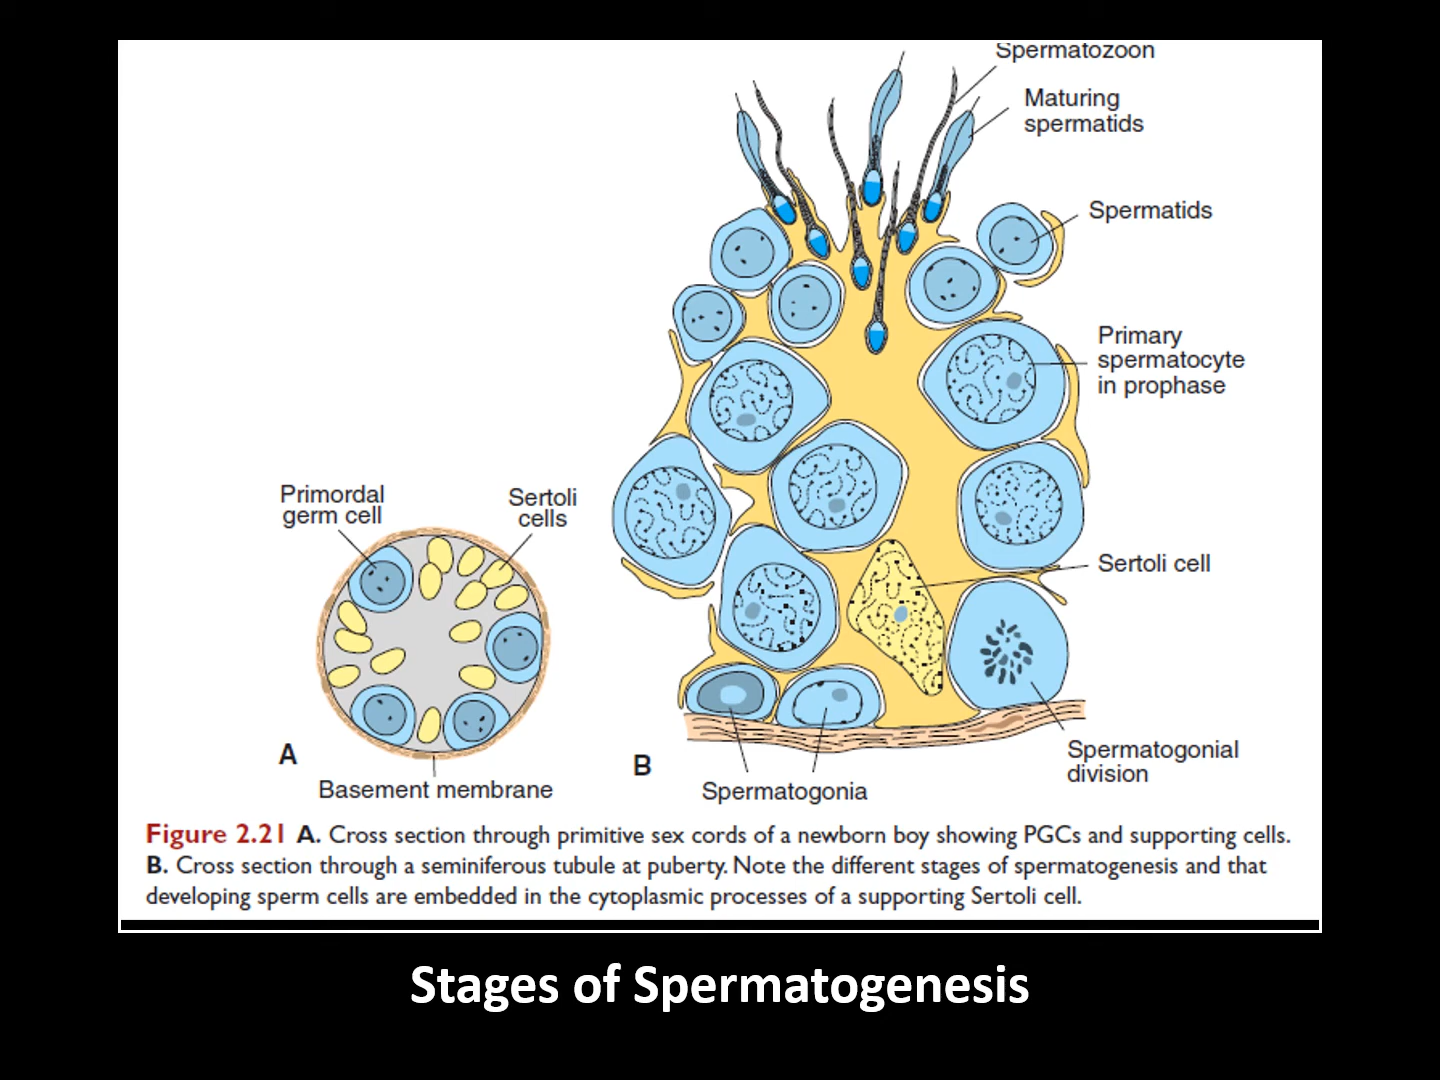 Spermatozoon
Maturing
spermatids
Spermatids
Primary
spermatocyte
in prophase
Primordal
germ cell
Sertoli
cells
Sertoli cell
A
B
Spermatogonial
division
Basement membrane
Spermatogonia
Figure 2.21 A. Cross section through primitive sex cords of a newborn boy showing PGCs and supporting cells.
B. Cross section through a seminiferous tubule at puberty. Note the different stages of spermatogenesis and that
developing sperm cells are embedded in the cytoplasmic processes of a supporting Sertoli cell.
Stages of Spermatogenesis